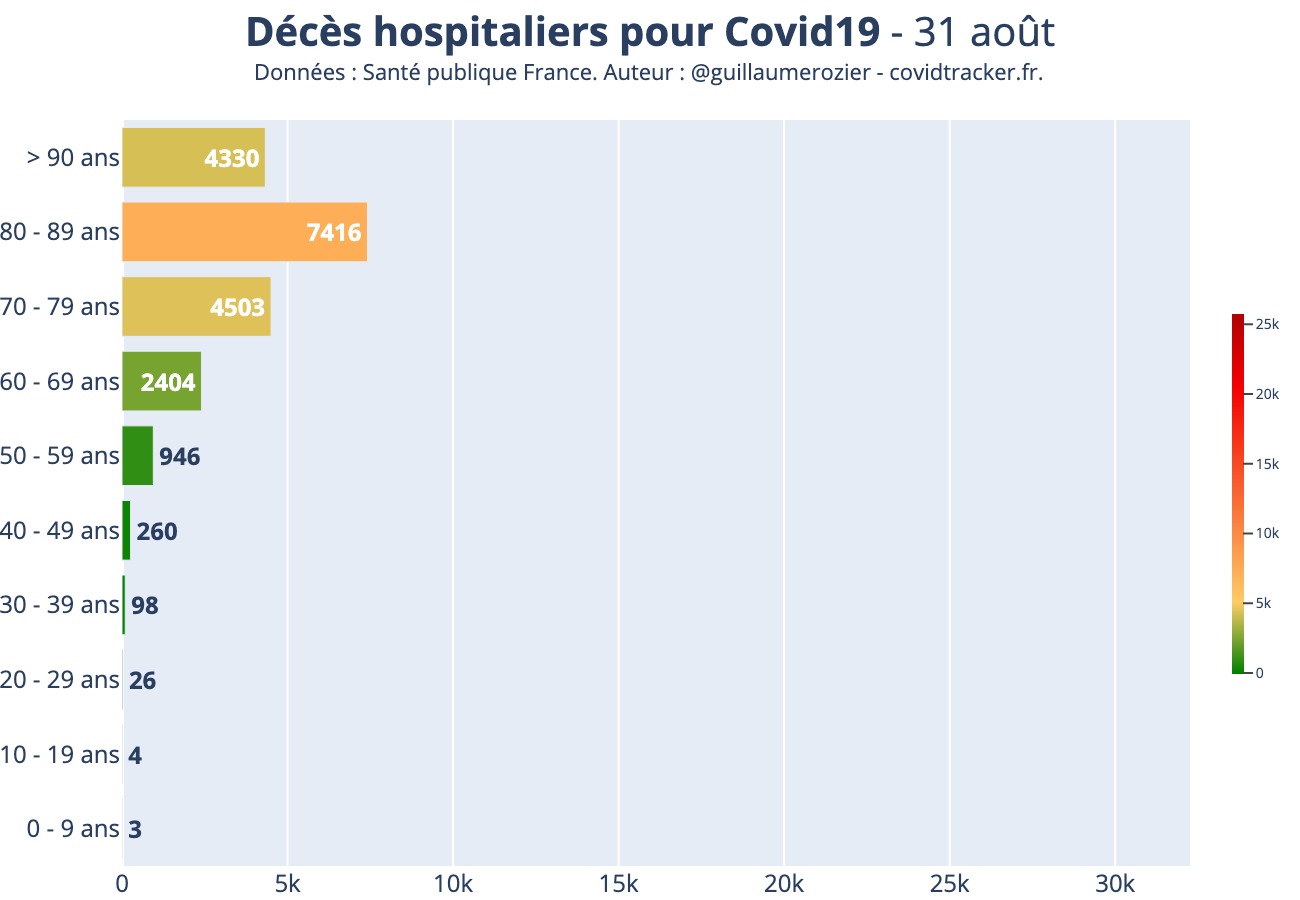 Décès hospitaliers pour Covid19 - 31 août
Données : Santé publique France. Auteur : @guillaumerozier - covidtracker.fr.
> 90 ans 4330
80 - 89 ans 7416
70 - 79 ans 4503
60 - 69 ans 2404
50 - 59 ans 946
40 - 49 ans 260
30 - 39 ans 98
20 - 29 ans 26
10 - 19 ans 4
0 - 9 ans 3
0 5k 10k 15k 20k 25k 30k
25k
20k
15k
10k
5k
0